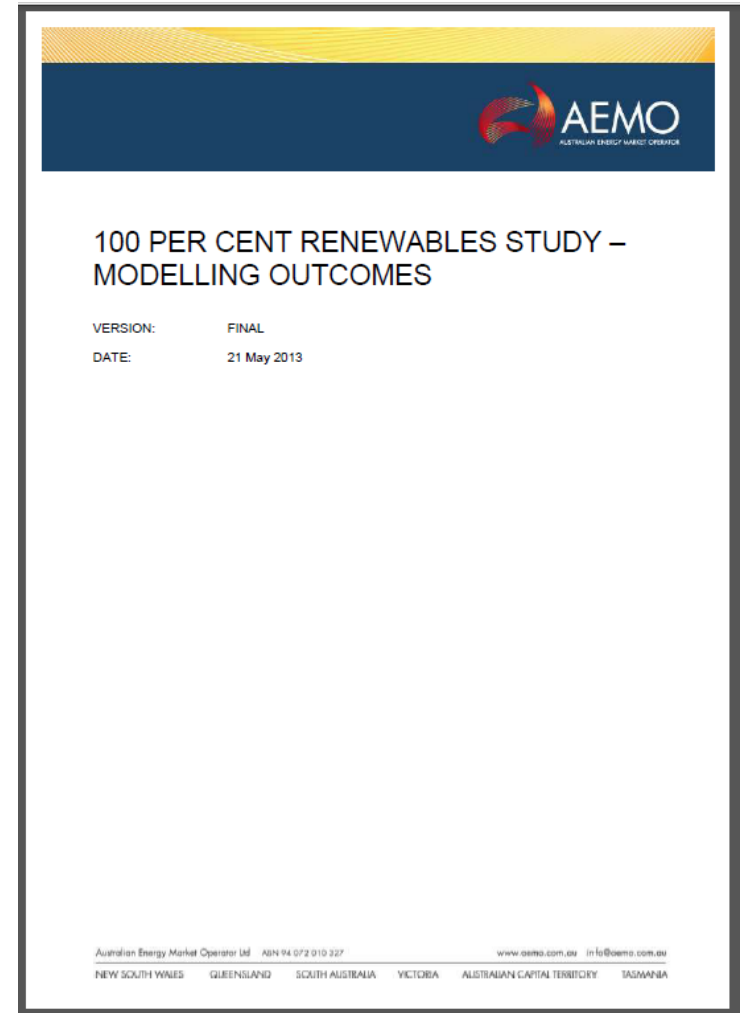 AEMO
AUSTRALIAN ENERGY MARKET OPERATOR
100 PER CENT RENEWABLES STUDY –
MODELLING OUTCOMES
VERSION: FINAL
DATE: 21 May 2013
Australian Energy Market Operator Ltd ABN 94 072 010 327 www.aemo.com.au info@aemo.com.au
NEW SOUTH WALES QUEENSLAND SOUTH AUSTRALIA VICTORIA AUSTRALIAN CAPITAL TERRITORY TASMANIA